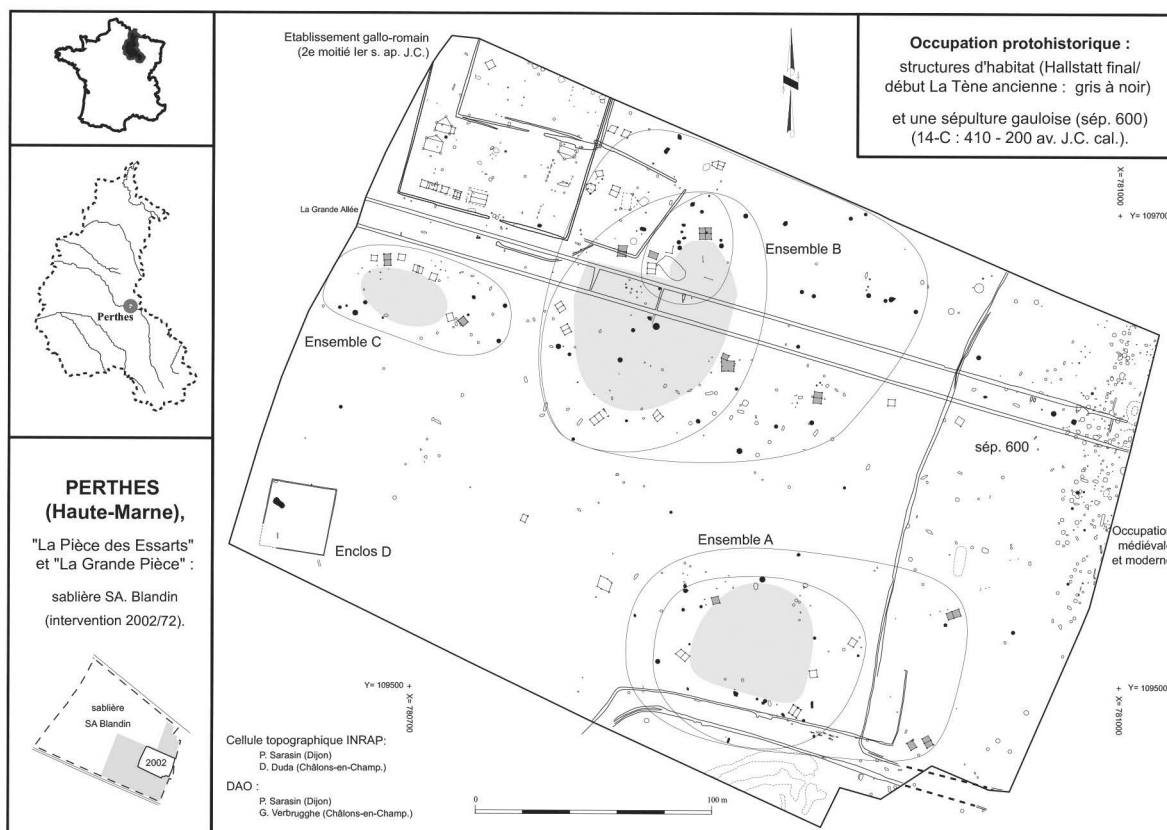 Perthes
PERTHES
(Haute-Marne),
"La Pièce des Essarts"
et "La Grande Pièce" :
sablière SA. Blandin
(intervention 2002/72).
sablière
SA Blandin
2002
Etablissement gallo-romain
(2e moitié Ier s. ap. J.C.)
Occupation protohistorique :
structures d'habitat (Hallstatt final/
début La Tène ancienne : gris à noir)
et une sépulture gauloise (sép. 600)
(14-C : 410 - 200 av. J.C. cal.).
X= 781000
+ Y= 109700
La Grande Allée
Ensemble B
Ensemble C
sép. 600
Ensemble A
Enclos D
Occupation
médiévale
et moderne
Y= 109500 +
X= 780700
+ Y= 109500
X= 781000
Cellule topographique INRAP:
P. Sarasin (Dijon)
D. Duda (Châlons-en-Champ.)
DAO :
P. Sarasin (Dijon)
G. Verbrugghe (Châlons-en-Champ.)
0 100 m